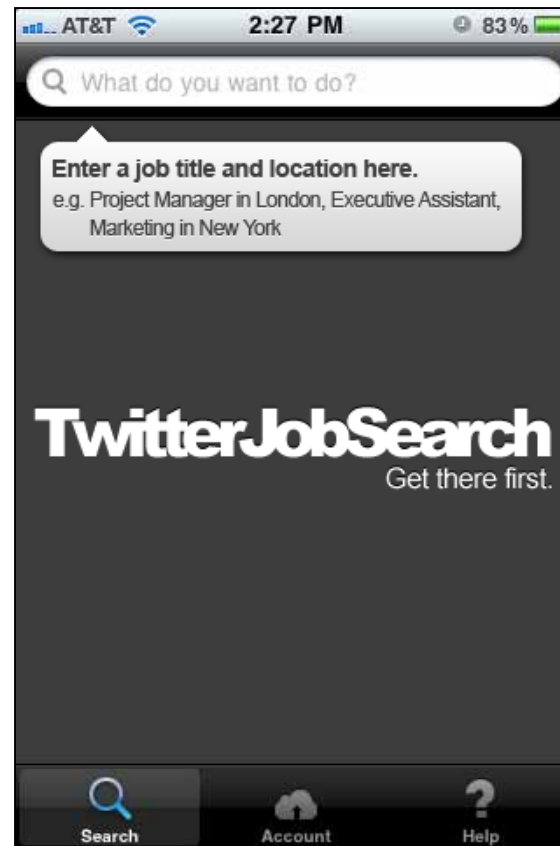 AT&T 2:27 PM 83%
What do you want to do?
Enter a job title and location here.
e.g. Project Manager in London, Executive Assistant,
Marketing in New York
TwitterJobSearch
Get there first.
Search Account Help